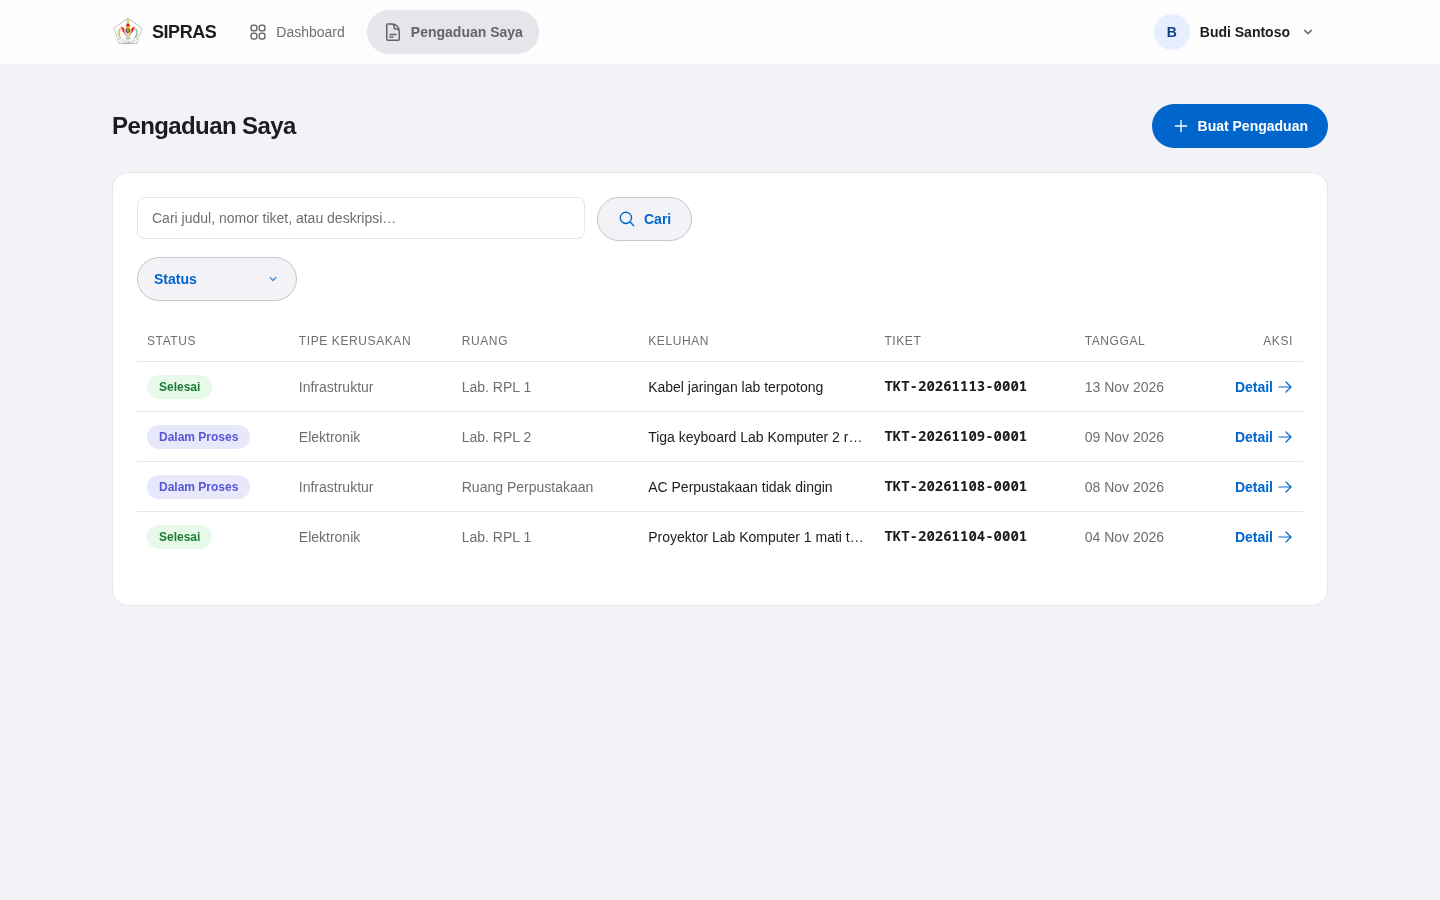 SIPRAS
Dashboard
Pengaduan Saya
B
Budi Santoso
Pengaduan Saya
Buat Pengaduan
Cari judul, nomor tiket, atau deskripsi…
Cari
Status
STATUS TIPE KERUSAKAN RUANG KELUHAN TIKET TANGGAL AKSI
Selesai Infrastruktur Lab. RPL 1 Kabel jaringan lab terpotong TKT-20261113-0001 13 Nov 2026 Detail
Dalam Proses Elektronik Lab. RPL 2 Tiga keyboard Lab Komputer 2 r… TKT-20261109-0001 09 Nov 2026 Detail
Dalam Proses Infrastruktur Ruang Perpustakaan AC Perpustakaan tidak dingin TKT-20261108-0001 08 Nov 2026 Detail
Selesai Elektronik Lab. RPL 1 Proyektor Lab Komputer 1 mati t… TKT-20261104-0001 04 Nov 2026 Detail